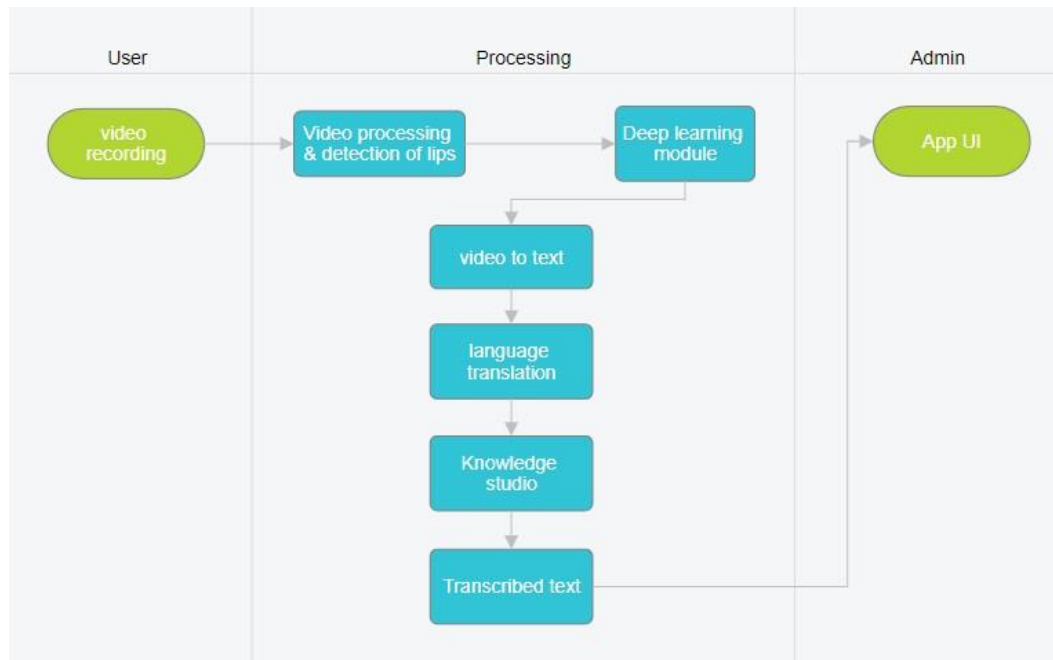 User
Processing
Admin
video
recording
Video processing
& detection of lips
Deep learning
module
App UI
video to text
language
translation
Knowledge
studio
Transcribed text